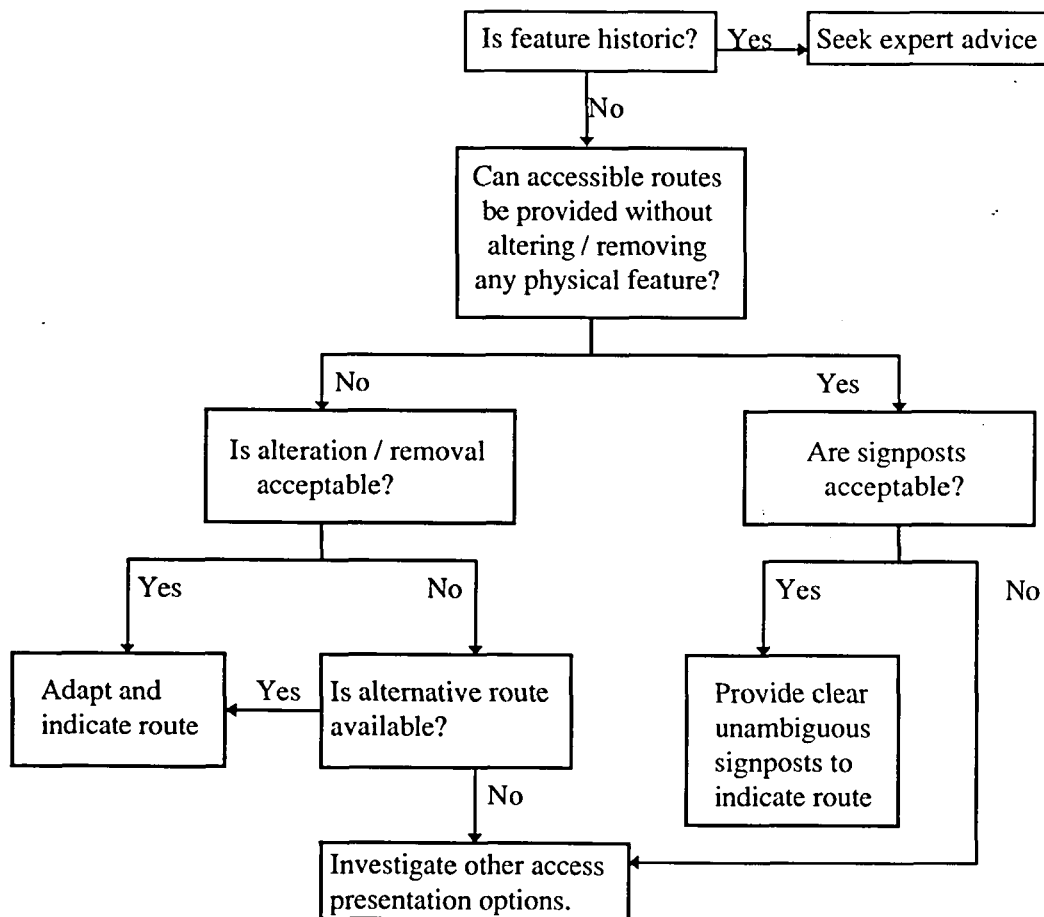 Is feature historic?
Yes
Seek expert advice
No
Can accessible routes
be provided without
altering / removing
any physical feature?
No
Yes
Is alteration / removal
acceptable?
Are signposts
acceptable?
Yes
No
Yes
No
Adapt and
indicate route
Yes
Is alternative route
available?
Provide clear
unambiguous
signposts to
indicate route
No
Investigate other access
presentation options.